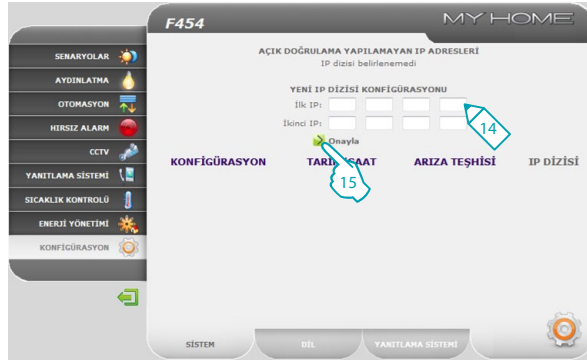 F454
MY HOME
SENARYOLAR
AYDINLATMA
OTOMASYON
HIRSIZ ALARM
CCTV
YANITLAMA SİSTEMİ
SICAKLIK KONTROLÜ
ENERJİ YÖNETİMİ
KONFİGÜRASYON
AÇIK DOĞRULAMA YAPILAMAYAN IP ADRESLERİ
IP dizisi belirlenemedi
YENİ IP DİZİSİ KONFİGÜRASYONU
İlk IP:
İkinci IP:
14
Onayla
KONFİGÜRASYON ARIZA TEŞHİSİ IP DİZİSİ
15
SİSTEM DİL YANITLAMA SİSTEMİ